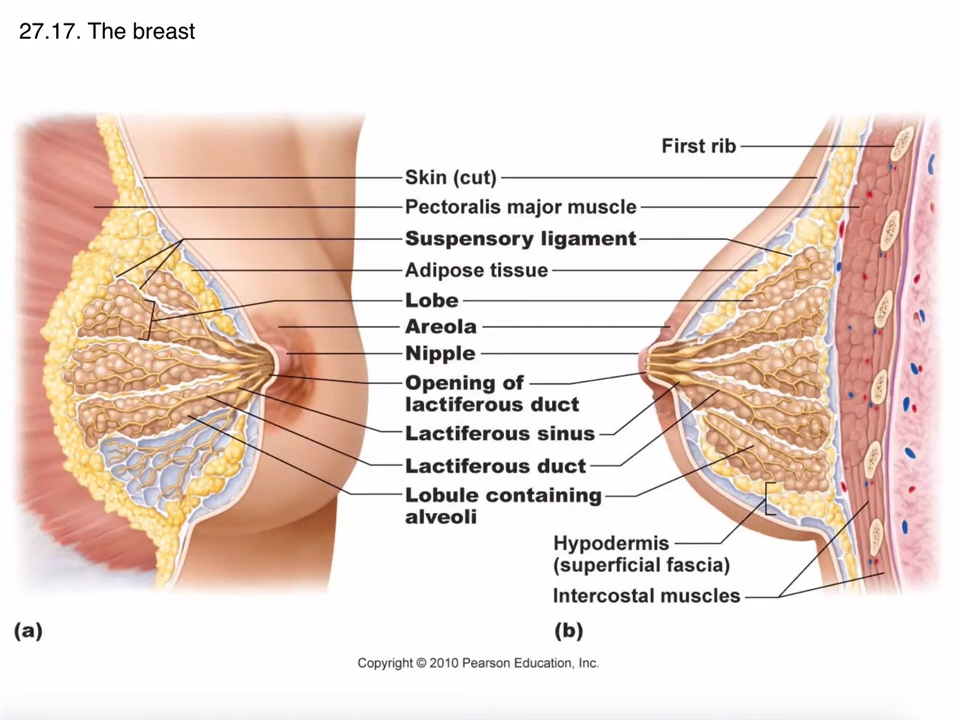 27.17. The breast
First rib
Skin (cut)
Pectoralis major muscle
Suspensory ligament
Adipose tissue
Lobe
Areola
Nipple
Opening of
lactiferous duct
Lactiferous sinus
Lactiferous duct
Lobule containing
alveoli
Hypodermis
(superficial fascia)
Intercostal muscles
(a)
(b)
Copyright © 2010 Pearson Education, Inc.